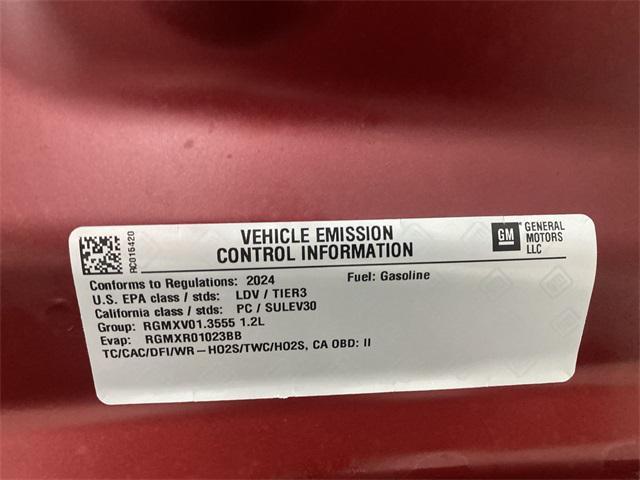 RC015420
VEHICLE EMISSION
CONTROL INFORMATION
GM
GENERAL
MOTORS
LLC
Conforms to Regulations: 2024 Fuel: Gasoline
U.S. EPA class / stds: LDV / TIER3
California class / stds: PC / SULEV30
Group: RGMXV01.3555 1.2L
Evap: RGMXR01023BB
TC/CAC/DFI/WR-HO2S/TWC/HO2S, CA OBD: II